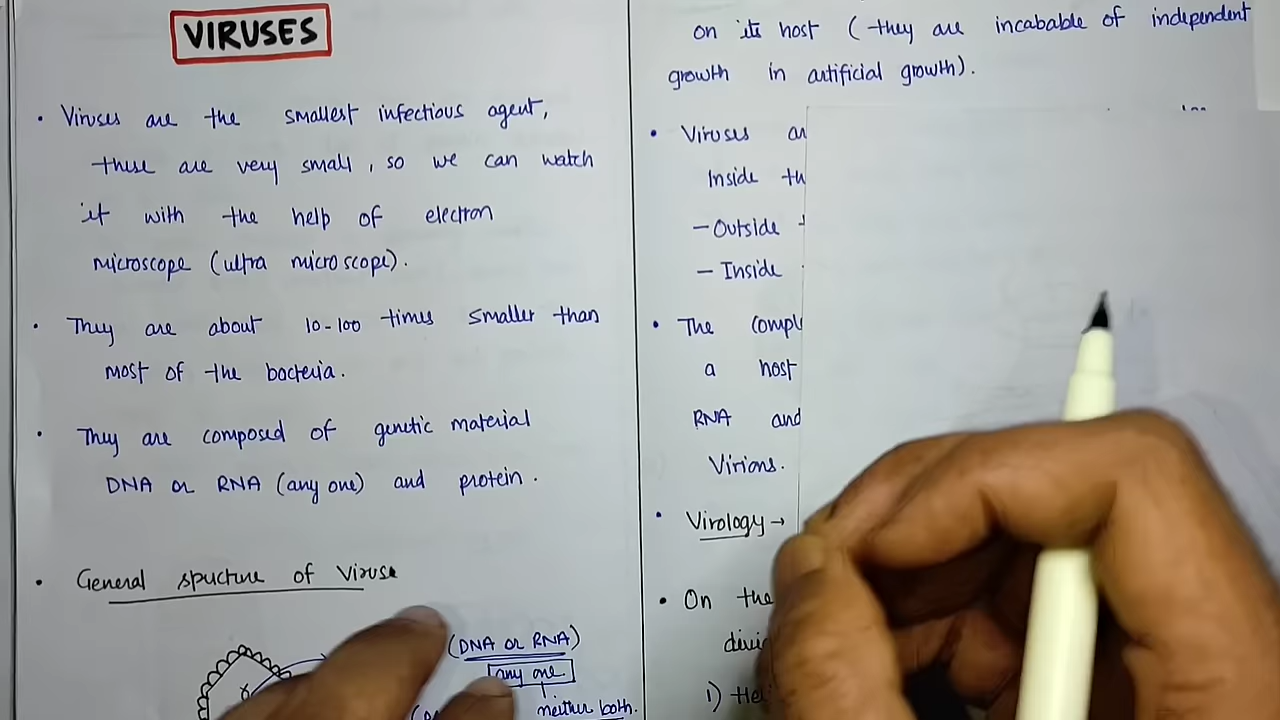 VIRUSES
• Viruses are the smallest infectious agent,
these are very small, so we can watch
it with the help of electron
microscope (ultra microscope).
• They are about 10-100 times smaller than
most of the bacteria.
• They are composed of genetic material
DNA or RNA (any one) and protein.
• General structure of Viruse
(DNA or RNA)
any one
neither both.
on its host (they are incabable of independent
growth in artificial growth).
• Viruses
Inside
- Outside
- Inside
• The
a host
RNA and
Virions.
• Virology →
• On the
1)